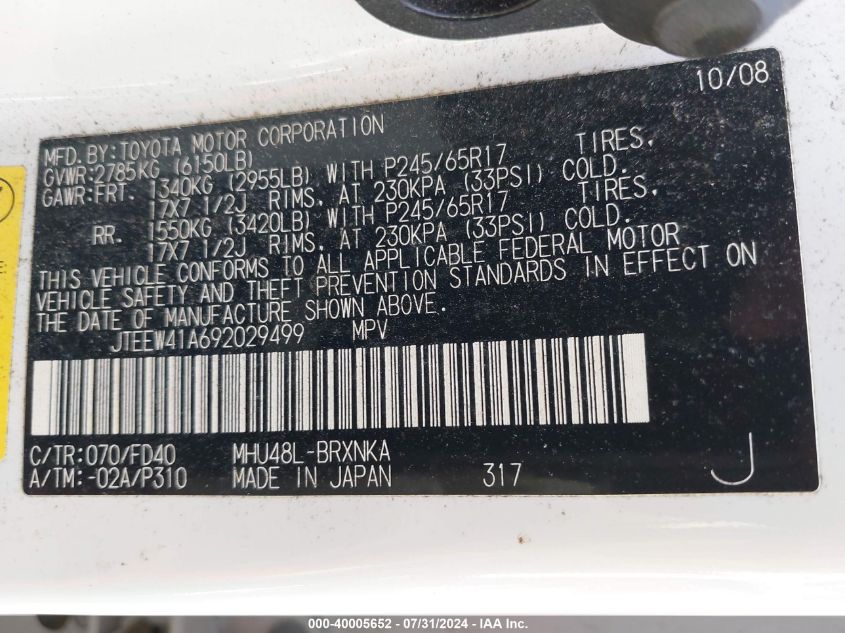 10/08
MFD. BY: TOYOTA MOTOR CORPORATION
GVWR: 2785KG (6150LB)
GAWR: FRT. 1340KG (2955LB) WITH P245/65R17 TIRES.
17X7 1/2J RIMS. AT 230KPA (33PSI) COLD.
RR. 1550KG (3420LB) WITH P245/65R17 TIRES.
17X7 1/2J RIMS. AT 230KPA (33PSI) COLD.
THIS VEHICLE CONFORMS TO ALL APPLICABLE FEDERAL MOTOR
VEHICLE SAFETY AND THEFT PREVENTION STANDARDS IN EFFECT ON
THE DATE OF MANUFACTURE SHOWN ABOVE.
JTEEW41A692029499 MPV
C/TR: 070/FD40 MHU48L-BRXNKA
A/TM: -02A/P310 MADE IN JAPAN 317 J
000-40005652 - 07/31/2024 - IAA Inc.